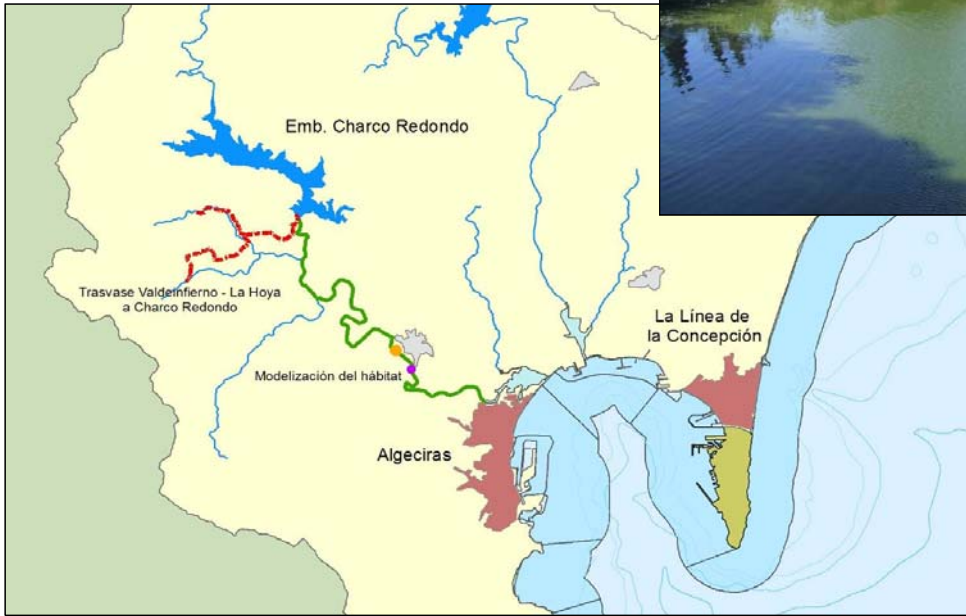 Emb. Charco Redondo
Trasvase Valdeinfierno - La Hoya
a Charco Redondo
La Línea de
la Concepción
Modelización del hábitat
Algeciras